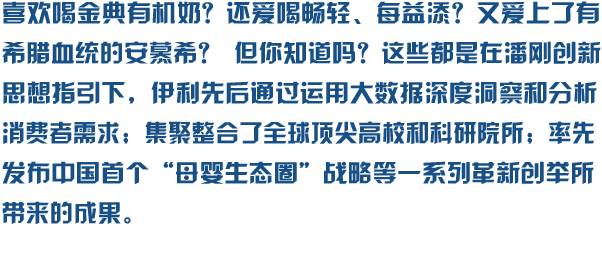 喜欢喝金典有机奶？还爱喝畅轻、每益添？又爱上了有
希腊血统的安慕希？ 但你知道吗？这些都是在潘刚创新
思想指引下，伊利先后通过运用大数据深度洞察和分析
消费者需求；集聚整合了全球顶尖高校和科研院所；率先
发布中国首个“母婴生态圈”战略等一系列革新创举所
带来的成果。